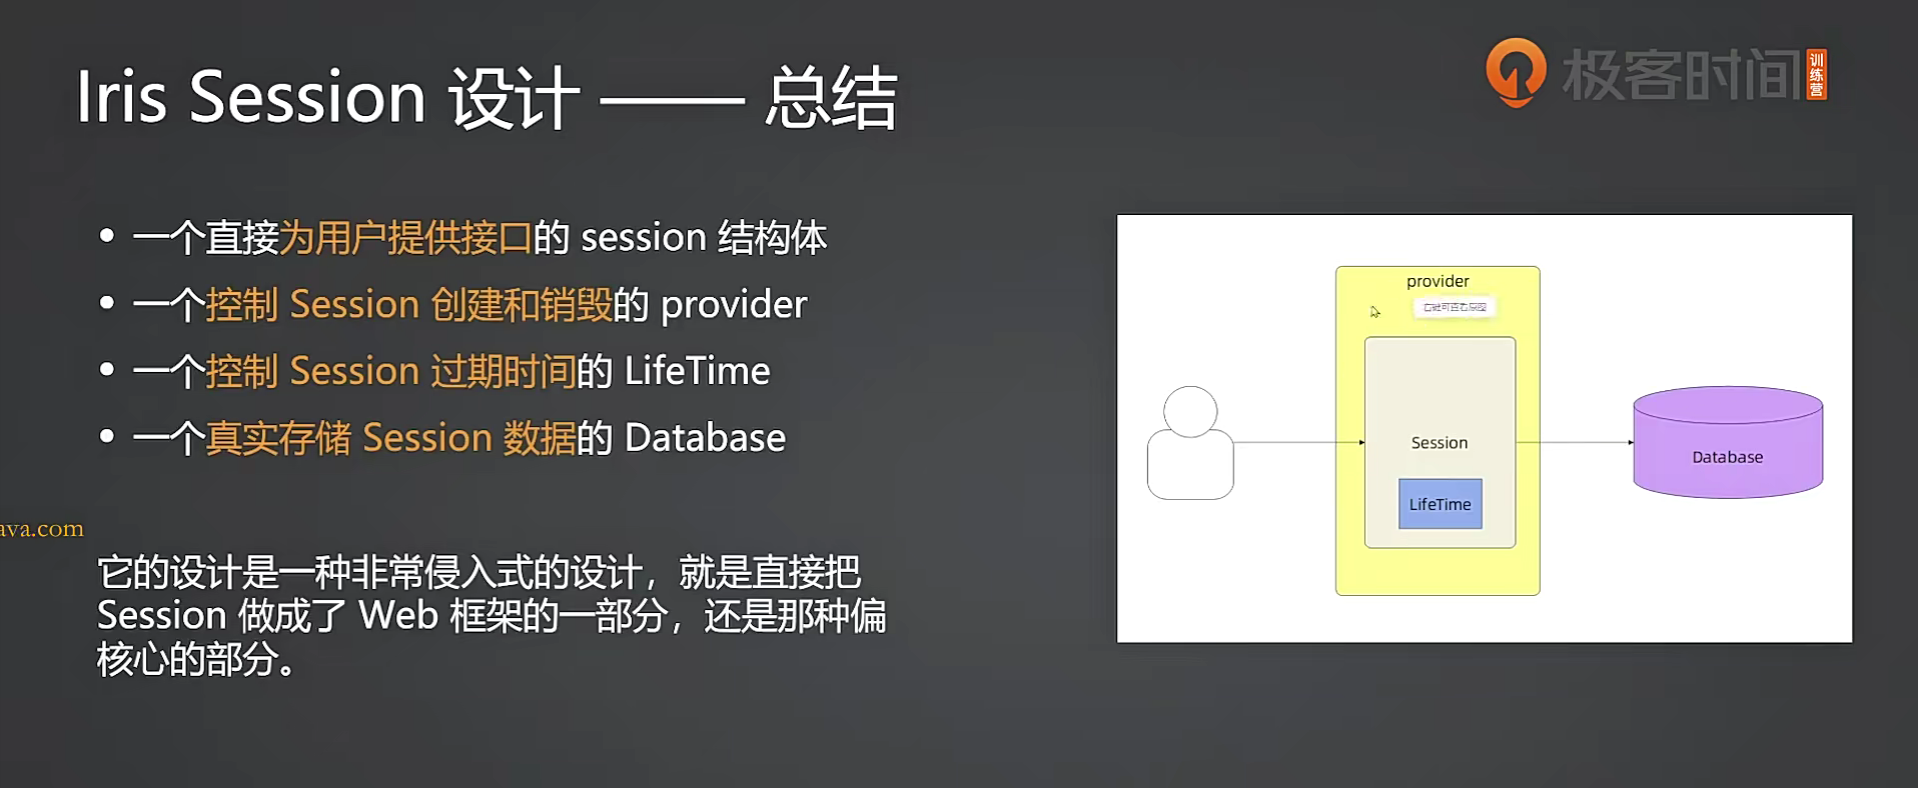 Iris Session 设计 —— 总结
极客时间
训练营
• 一个直接为用户提供接口的 session 结构体
• 一个控制 Session 创建和销毁的 provider
• 一个控制 Session 过期时间的 LifeTime
• 一个真实存储 Session 数据的 Database
ava.com
它的设计是一种非常侵入式的设计，就是直接把
Session 做成了 Web 框架的一部分，还是那种偏
核心的部分。
provider
Session
LifeTime
Database